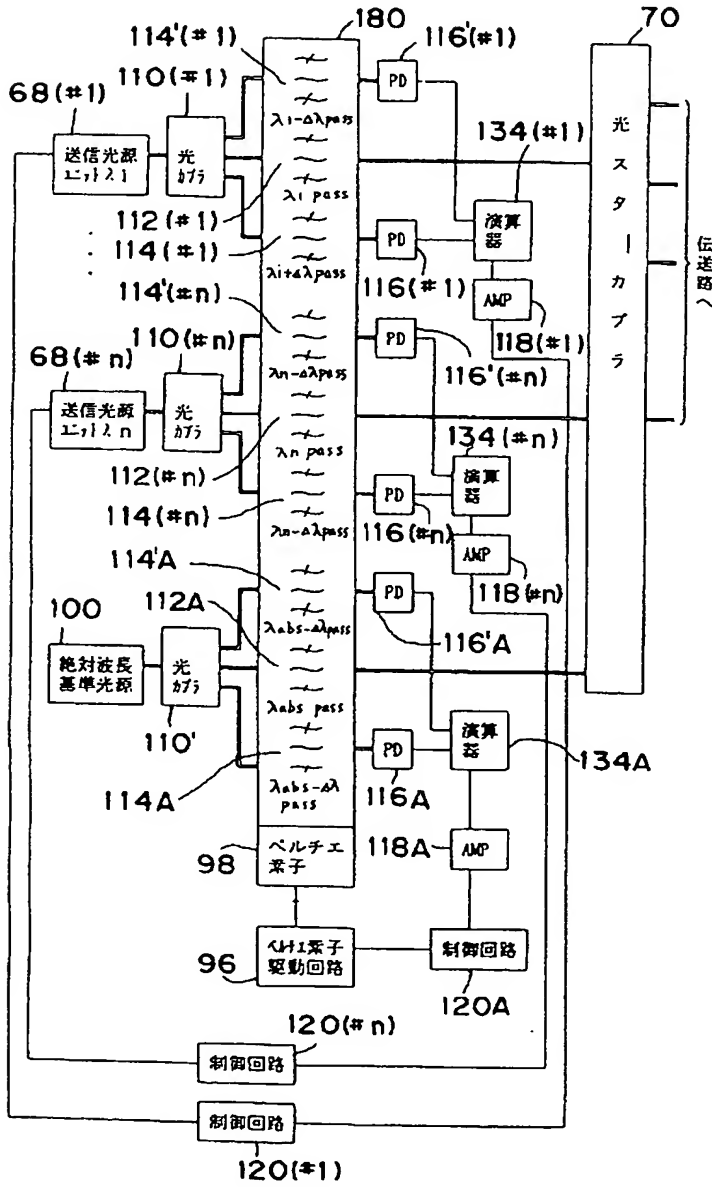 114'(#1)
180
116'(#1)
70
110(#1)
PD
68(#1)
λ1-Δλpass
134(#1)
送信光源
ユニットλ1
光
カプラ
光スターカプラ
112(#1)
λ1 pass
演算
器
114(#1)
PD
λ1+Δλpass
116(#1)
AMP
伝送路へ
114'(#n)
118(#1)
110(#n)
PD
68(#n)
λn-Δλpass
116'(#n)
送信光源
ユニットλn
光
カプラ
134(#n)
λn pass
112(#n)
演算
器
114(#n)
PD
λn-Δλpass
116(#n)
AMP
114'A
118(#n)
112A
PD
100
λabs-Δλpass
116'A
絶対波長
基準光源
光
カプラ
λabs pass
演算
器
110'
PD
134A
114A
λabs-Δλ
pass
116A
118A
AMP
98
ペルチエ
素子
96
ペルチエ素子
駆動回路
制御回路
120A
120(#n)
制御回路
制御回路
120(#1)